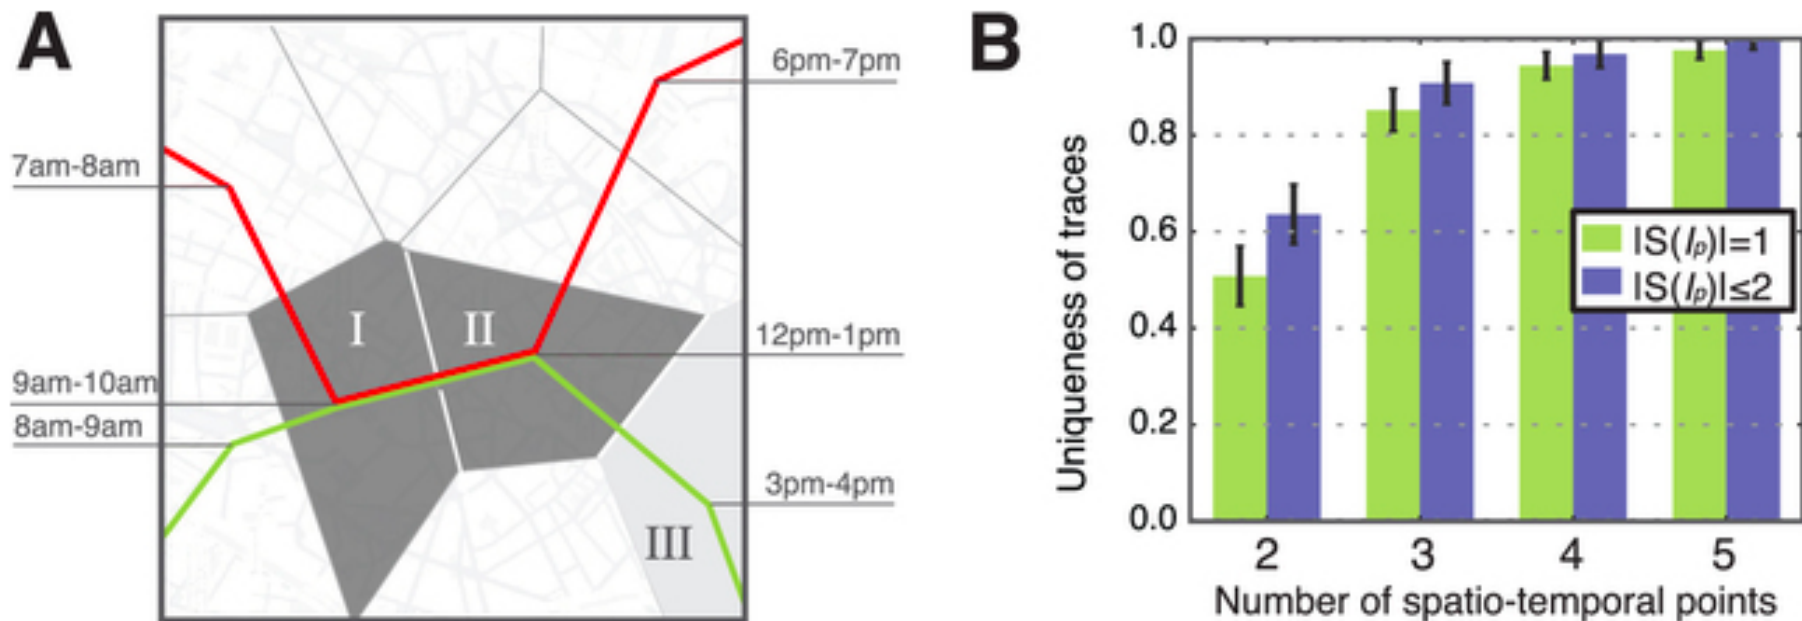 A
6pm-7pm
7am-8am
I
II
12pm-1pm
9am-10am
8am-9am
3pm-4pm
III
B
1.0
0.8
0.6
0.4
0.2
0.0
Uniqueness of traces
|S(Ip)|=1
|S(Ip)|≤2
2 3 4 5
Number of spatio-temporal points